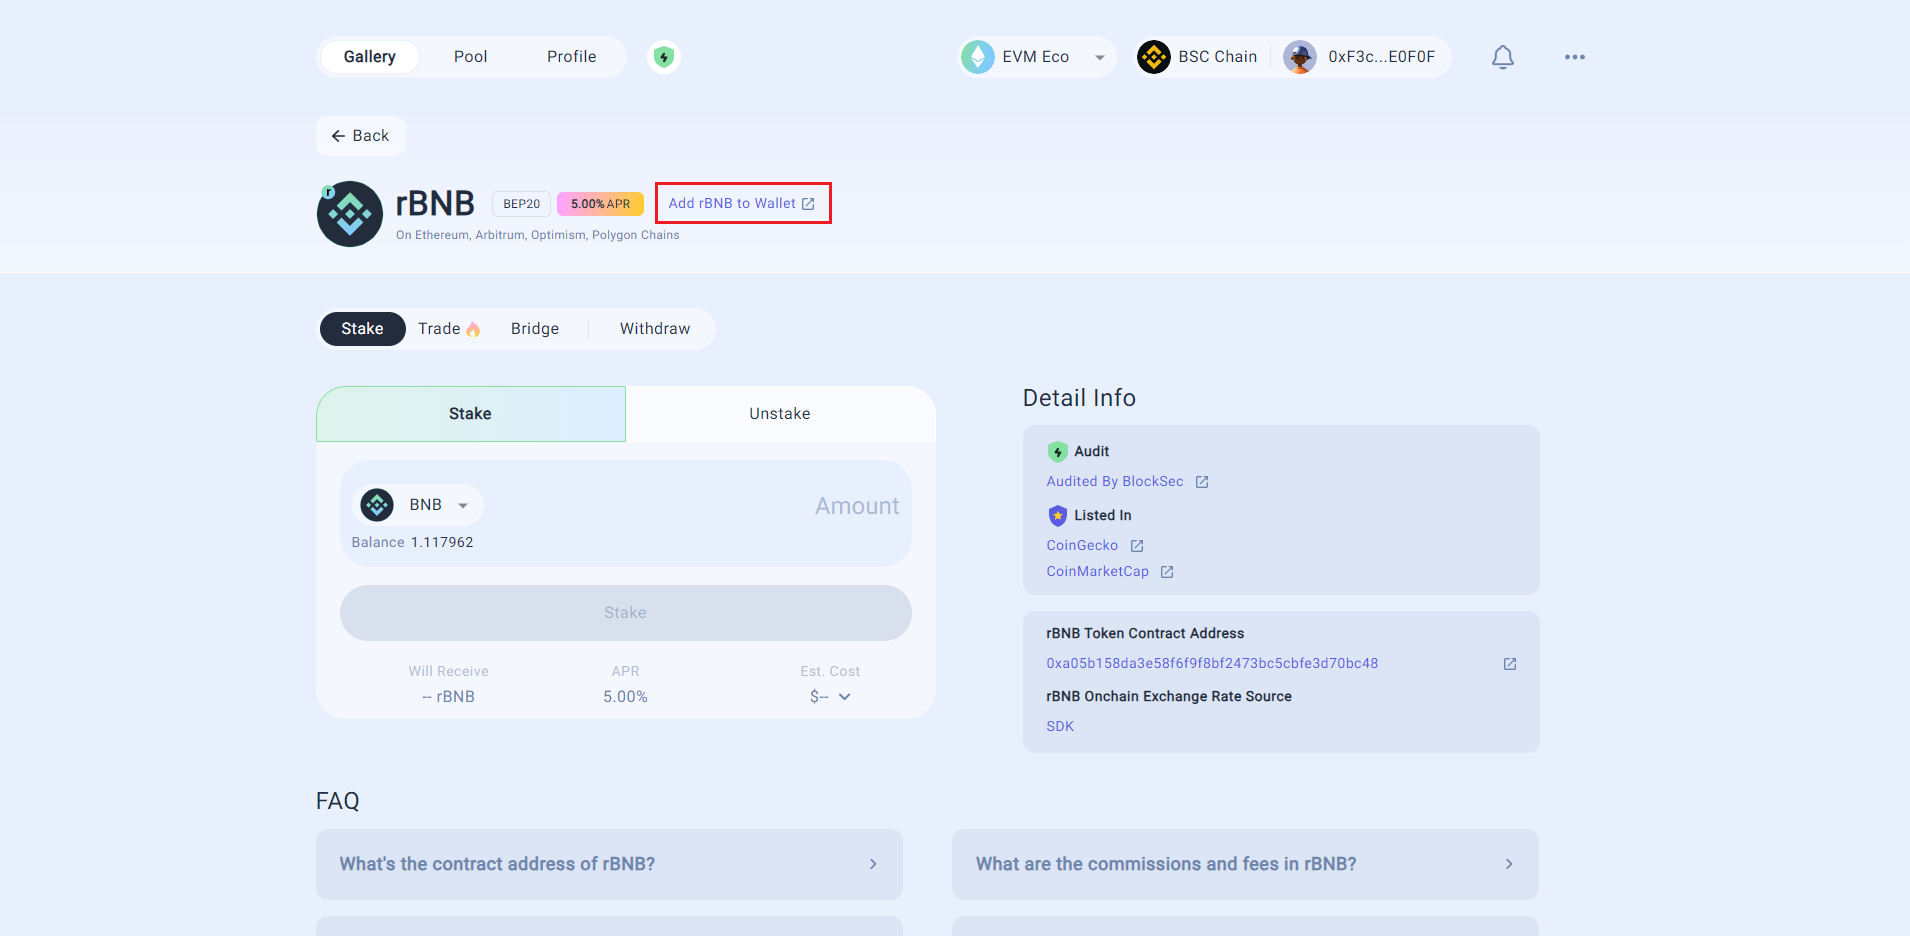 Gallery Pool Profile EVM Eco BSC Chain 0xF3c...E0F0F
Back
r
rBNB BEP20 5.00% APR Add rBNB to Wallet
On Ethereum, Arbitrum, Optimism, Polygon Chains
Stake Trade Bridge Withdraw
Stake Unstake
BNB Amount
Balance 1.117962
Stake
Will Receive APR Est. Cost
-- rBNB 5.00% $--
Detail Info
Audit
Audited By BlockSec
Listed In
CoinGecko
CoinMarketCap
rBNB Token Contract Address
0xa05b158da3e58f6f9f8bf2473bc5cbfe3d70bc48
rBNB Onchain Exchange Rate Source
SDK
FAQ
What's the contract address of rBNB?
What are the commissions and fees in rBNB?